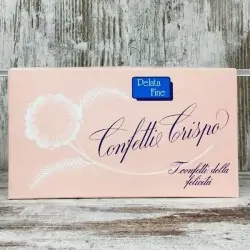 Pelata
Fine
Confetti Crispo
I confetti della
felicità